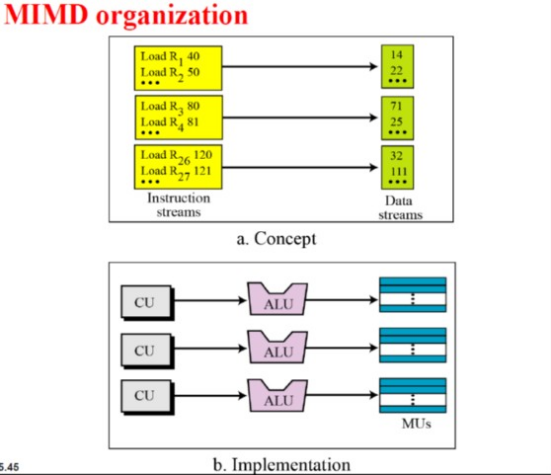 MIMD organization
Load R1 40
Load R2 50
•••
14
22
•••
Load R3 80
Load R4 81
•••
71
25
•••
Load R26 120
Load R27 121
•••
32
111
•••
Instruction
streams
Data
streams
a. Concept
CU
ALU
CU
ALU
CU
ALU
MUs
5.45
b. Implementation